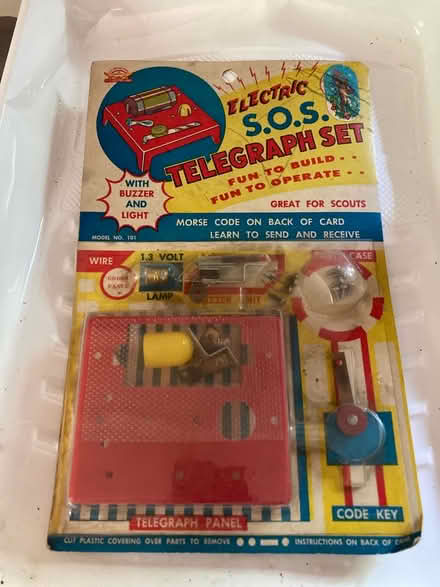 ELECTRIC
S.O.S.
TELEGRAPH SET
FUN TO BUILD - -
FUN TO OPERATE - -
WITH
BUZZER
AND
LIGHT
GREAT FOR SCOUTS
MORSE CODE ON BACK OF CARD
MODEL NO. 101
LEARN TO SEND AND RECEIVE
WIRE
1.3 VOLT
CASE
LAMP
TELEGRAPH PANEL
CODE KEY
CUT PLASTIC COVERING OVER PARTS TO REMOVE
INSTRUCTIONS ON BACK OF CARD